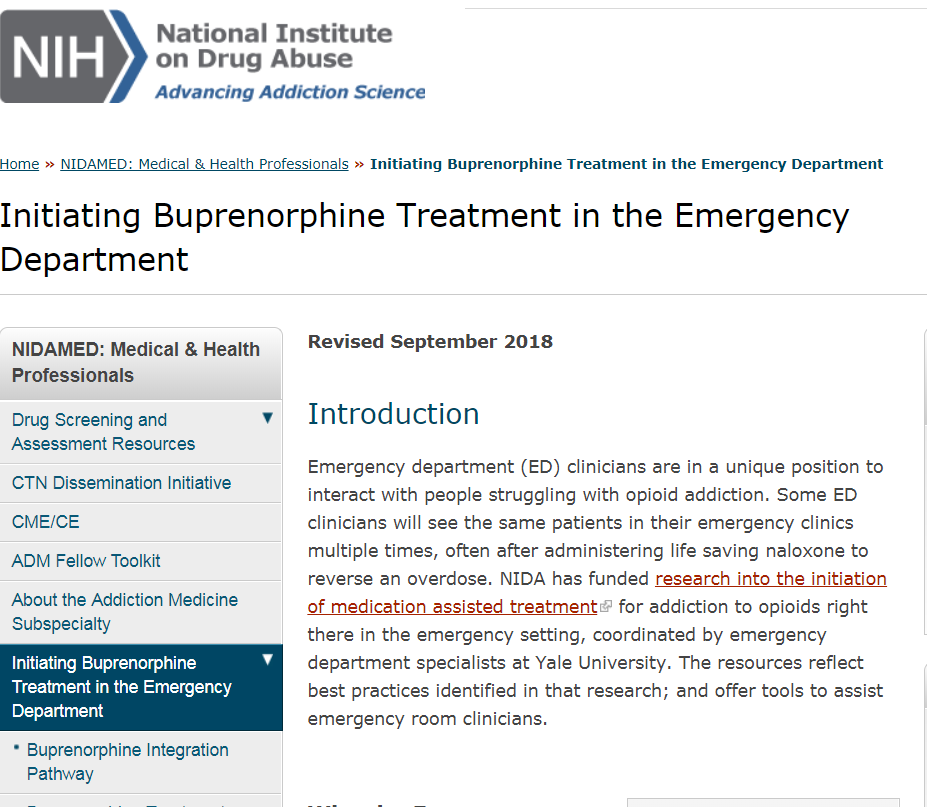 NIH
National Institute
on Drug Abuse
Advancing Addiction Science
Home » NIDAMED: Medical & Health Professionals » Initiating Buprenorphine Treatment in the Emergency Department
Initiating Buprenorphine Treatment in the Emergency
Department
NIDAMED: Medical & Health
Professionals
Drug Screening and
Assessment Resources
CTN Dissemination Initiative
CME/CE
ADM Fellow Toolkit
About the Addiction Medicine
Subspecialty
Initiating Buprenorphine
Treatment in the Emergency
Department
Buprenorphine Integration
Pathway
Revised September 2018
Introduction
Emergency department (ED) clinicians are in a unique position to
interact with people struggling with opioid addiction. Some ED
clinicians will see the same patients in their emergency clinics
multiple times, often after administering life saving naloxone to
reverse an overdose. NIDA has funded research into the initiation
of medication assisted treatment for addiction to opioids right
there in the emergency setting, coordinated by emergency
department specialists at Yale University. The resources reflect
best practices identified in that research; and offer tools to assist
emergency room clinicians.